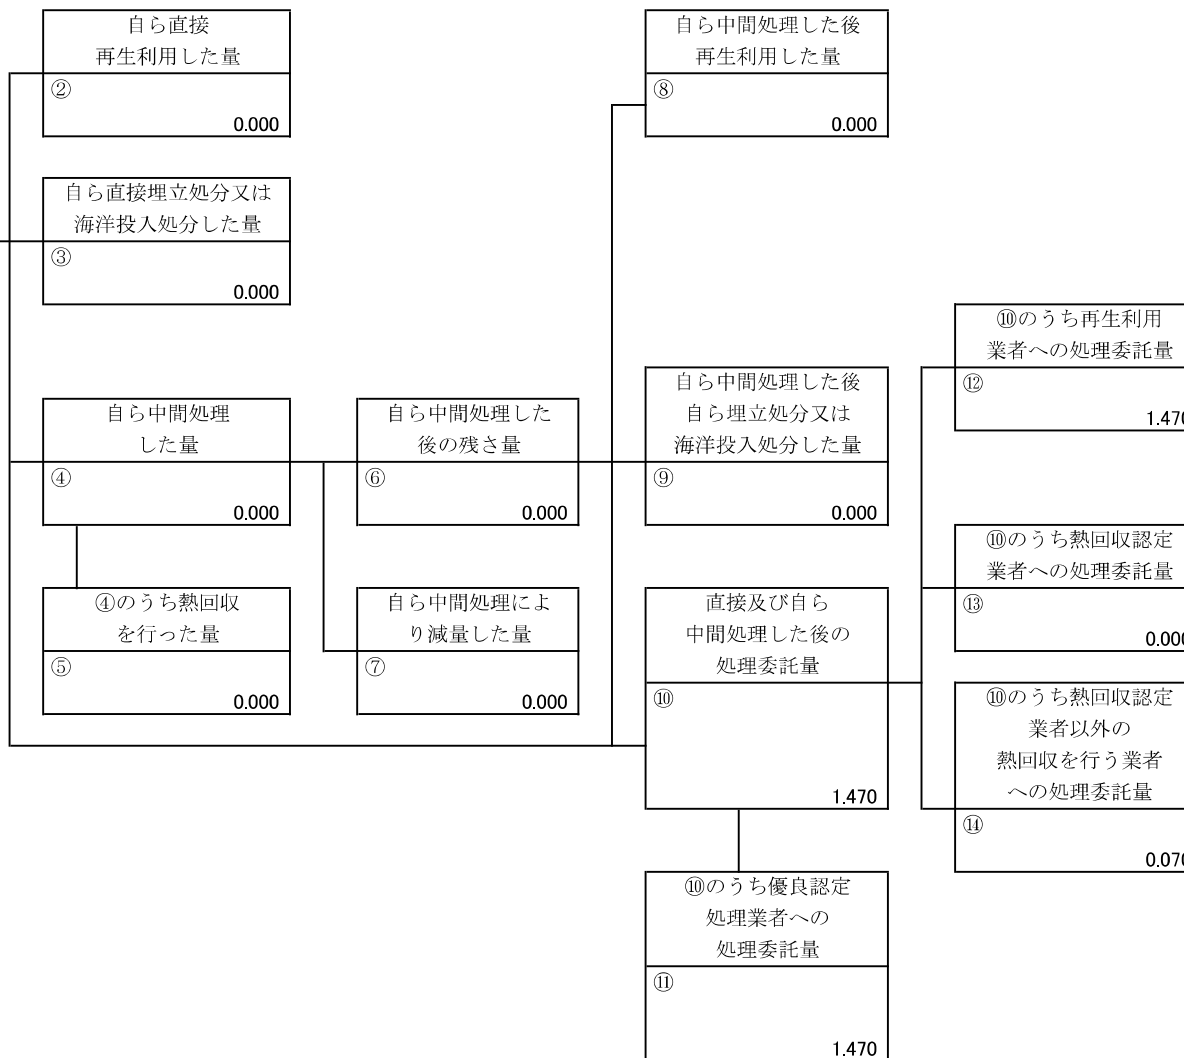 自ら直接
再生利用した量
②
0.000
自ら中間処理した後
再生利用した量
⑧
0.000
自ら直接埋立処分又は
海洋投入処分した量
③
0.000
⑩のうち再生利用
業者への処理委託量
⑫
1.470
自ら中間処理
した量
④
0.000
自ら中間処理した
後の残さ量
⑥
0.000
自ら中間処理した後
自ら埋立処分又は
海洋投入処分した量
⑨
0.000
⑩のうち熱回収認定
業者への処理委託量
⑬
0.000
④のうち熱回収
を行った量
⑤
0.000
自ら中間処理によ
り減量した量
⑦
0.000
直接及び自ら
中間処理した後の
処理委託量
⑩
1.470
⑩のうち熱回収認定
業者以外の
熱回収を行う業者
への処理委託量
⑭
0.070
⑩のうち優良認定
処理業者への
処理委託量
⑪
1.470